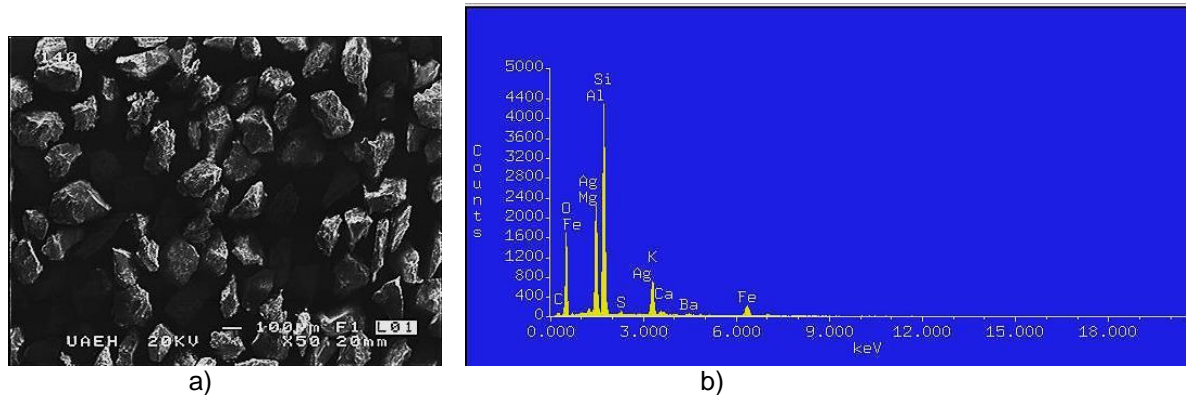 140
100µm F1 L01
UAEH 20KV X50 20mm
a)
Counts
5000
4400
4000
3600
3200
2800
2400
2000
1600
1200
800
400
0
Si
Al
Ag
Mg
O
Fe
C
S
K
Ag
Ca
Ba
Fe
0.000 3.000 6.000 9.000 12.000 15.000 18.000
keV
b)